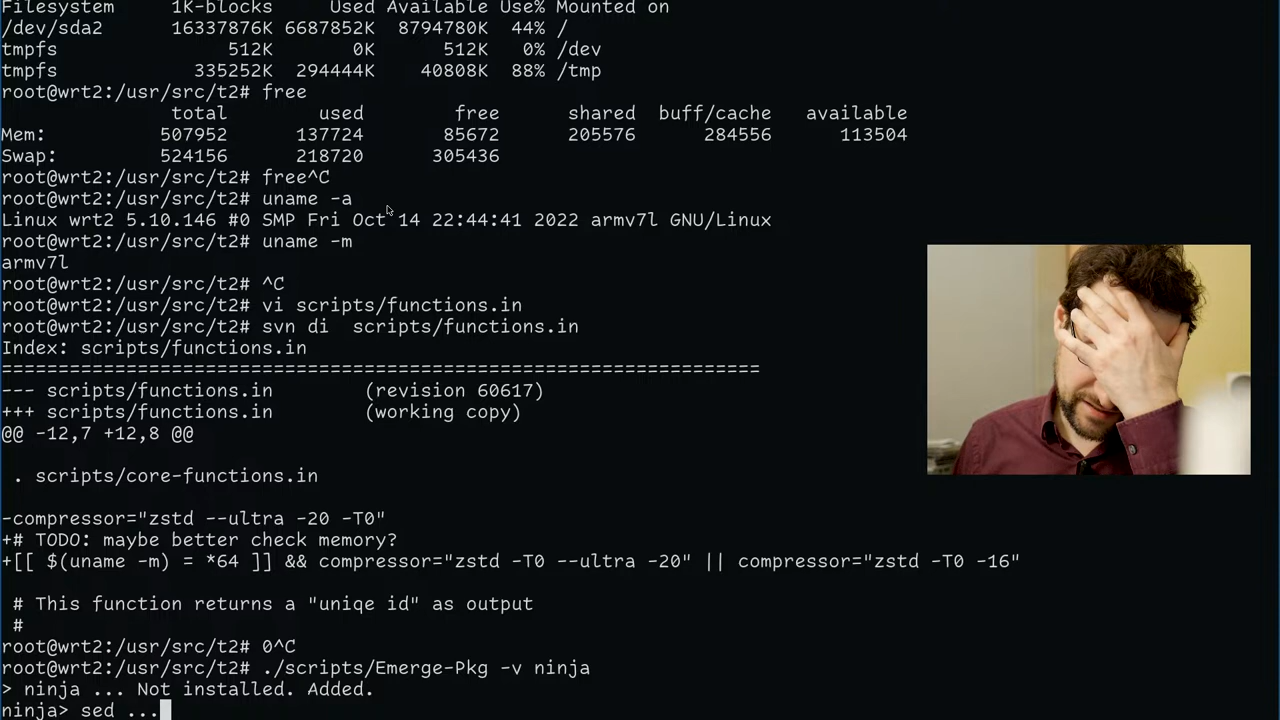 Filesystem 1K-blocks Used Available Use% Mounted on
/dev/sda2 16337876K 6687852K 8794780K 44% /
tmpfs 512K 0K 512K 0% /dev
tmpfs 335252K 294444K 40808K 88% /tmp
root@wrt2:/usr/src/t2# free
total used free shared buff/cache available
Mem: 507952 137724 85672 205576 284556 113504
Swap: 524156 218720 305436
root@wrt2:/usr/src/t2# free^C
root@wrt2:/usr/src/t2# uname -a
Linux wrt2 5.10.146 #0 SMP Fri Oct 14 22:44:41 2022 armv7l GNU/Linux
root@wrt2:/usr/src/t2# uname -m
armv7l
root@wrt2:/usr/src/t2# ^C
root@wrt2:/usr/src/t2# vi scripts/functions.in
root@wrt2:/usr/src/t2# svn di  scripts/functions.in
Index: scripts/functions.in
===================================================================
--- scripts/functions.in (revision 60617)
+++ scripts/functions.in (working copy)
@@ -12,7 +12,8 @@
. scripts/core-functions.in
-compressor="zstd --ultra -20 -T0"
+# TODO: maybe better check memory?
+[[ $(uname -m) = *64 ]] && compressor="zstd -T0 --ultra -20" || compressor="zstd -T0 -16"
# This function returns a "uniqe id" as output
#
root@wrt2:/usr/src/t2# 0^C
root@wrt2:/usr/src/t2# ./scripts/Emerge-Pkg -v ninja
> ninja ... Not installed. Added.
ninja> sed ...